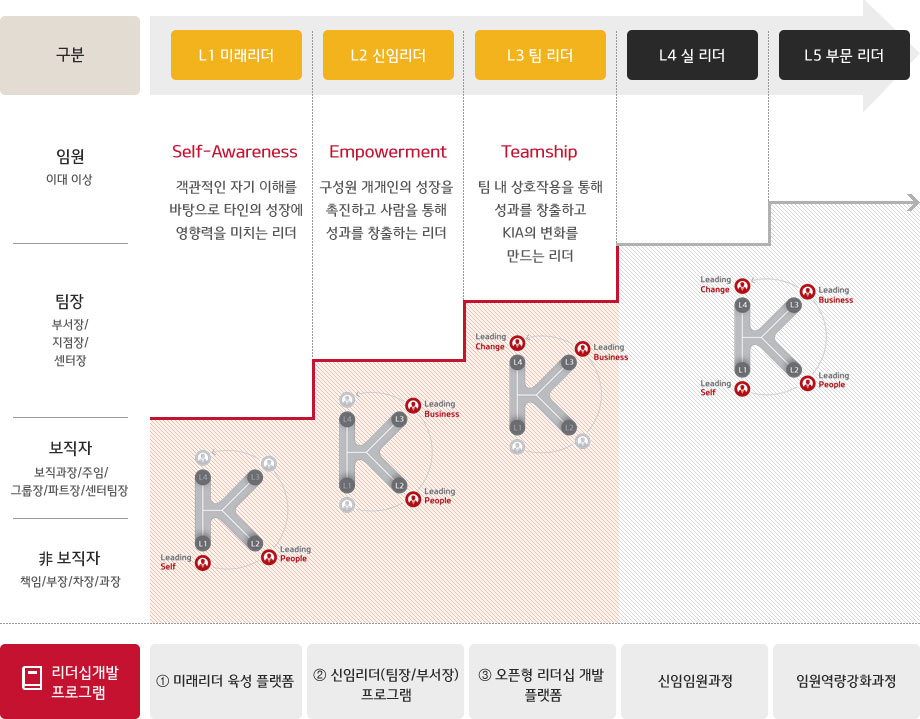 구분
L1 미래리더
L2 신임리더
L3 팀 리더
L4 실 리더
L5 부문 리더
임원
이대 이상
Self-Awareness
객관적인 자기 이해를
바탕으로 타인의 성장에
영향력을 미치는 리더
Empowerment
구성원 개개인의 성장을
촉진하고 사람을 통해
성과를 창출하는 리더
Teamship
팀 내 상호작용을 통해
성과를 창출하고
KIA의 변화를
만드는 리더
팀장
부서장/
지점장/
센터장
보직자
보직과장/주임/
그룹장/파트장/센터팀장
非 보직자
책임/부장/차장/과장
L4
L3
L1
L2
Leading
Self
Leading
People
L4
L3
L1
L2
Leading
Business
Leading
People
Leading
Change
Leading
Business
L4
L3
L1
L2
Leading
Change
Leading
Business
L4
L3
L1
L2
Leading
Self
Leading
People
리더십개발
프로그램
① 미래리더 육성 플랫폼
② 신임리더(팀장/부서장)
프로그램
③ 오픈형 리더십 개발
플랫폼
신임임원과정
임원역량강화과정